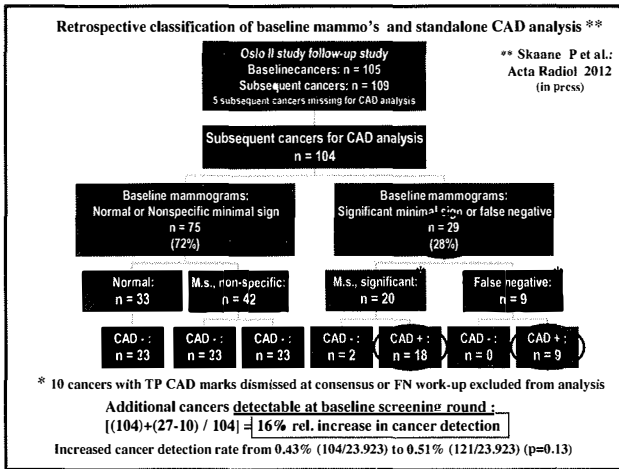 Retrospective classification of baseline mammo's and standalone CAD analysis **
Oslo II study follow-up study
Baselinecancers: n = 105
Subsequent cancers: n = 109
5 subsequent cancers missing for CAD analysis
** Skaane P et al.:
Acta Radiol 2012
(in press)
Subsequent cancers for CAD analysis
n = 104
Baseline mammograms:
Normal or Nonspecific minimal sign
n = 75
(72%)
Baseline mammograms:
Significant minimal sign or false negative
n = 29
(28%)
Normal:
n = 33
M.s., non-specific:
n = 42
M.s., significant:
n = 20
*
False negative:
n = 9
*
CAD - :
n = 33
CAD - :
n = 33
CAD - :
n = 33
CAD - :
n = 2
CAD + :
n = 18
CAD - :
n = 0
CAD + :
n = 9
* 10 cancers with TP CAD marks dismissed at consensus or FN work-up excluded from analysis
Additional cancers detectable at baseline screening round :
[(104)+(27-10) / 104] = 16% rel. increase in cancer detection
Increased cancer detection rate from 0.43% (104/23.923) to 0.51% (121/23.923) (p=0.13)